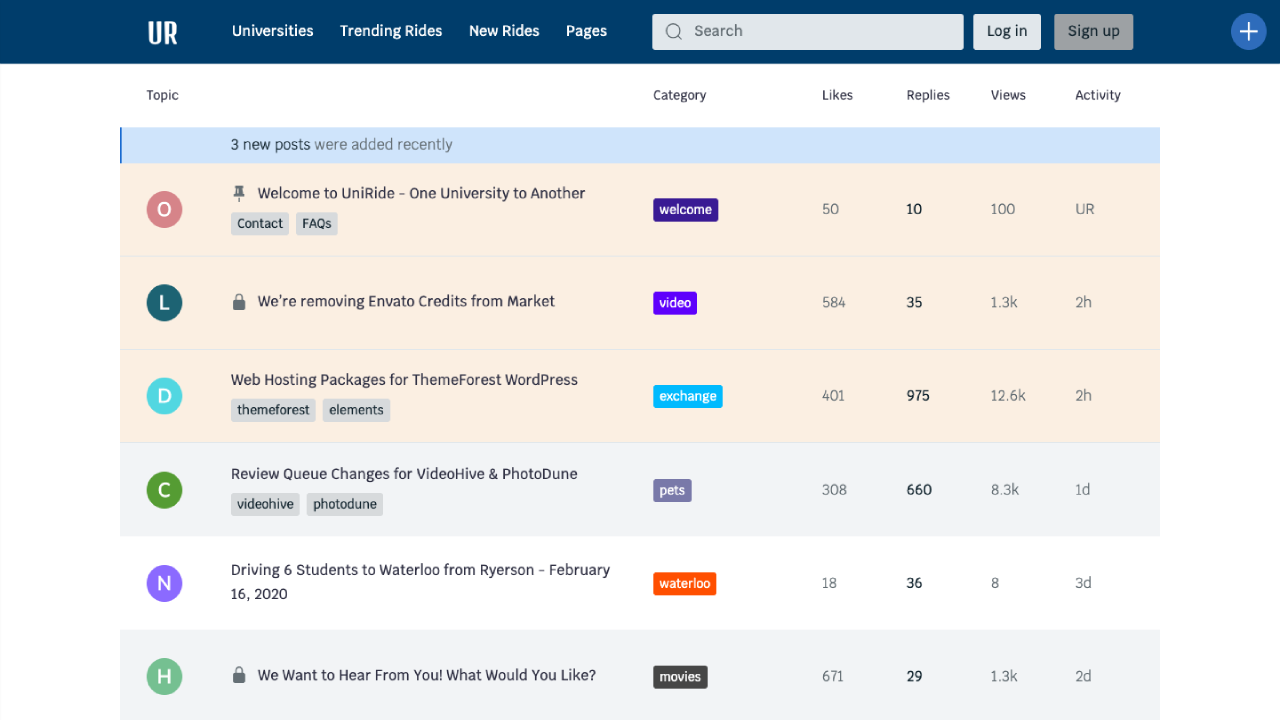 UR Universities Trending Rides New Rides Pages Search Log in Sign up
Topic Category Likes Replies Views Activity
3 new posts were added recently
O Welcome to UniRide - One University to Another
Contact FAQs
welcome 50 10 100 UR
L We're removing Envato Credits from Market video 584 35 1.3k 2h
Web Hosting Packages for ThemeForest WordPress
D themeforest elements
exchange 401 975 12.6k 2h
Review Queue Changes for VideoHive & PhotoDune
C videohive photodune
pets 308 660 8.3k 1d
Driving 6 Students to Waterloo from Ryerson - February
16, 2020
N waterloo 18 36 8 3d
H We Want to Hear From You! What Would You Like? movies 671 29 1.3k 2d